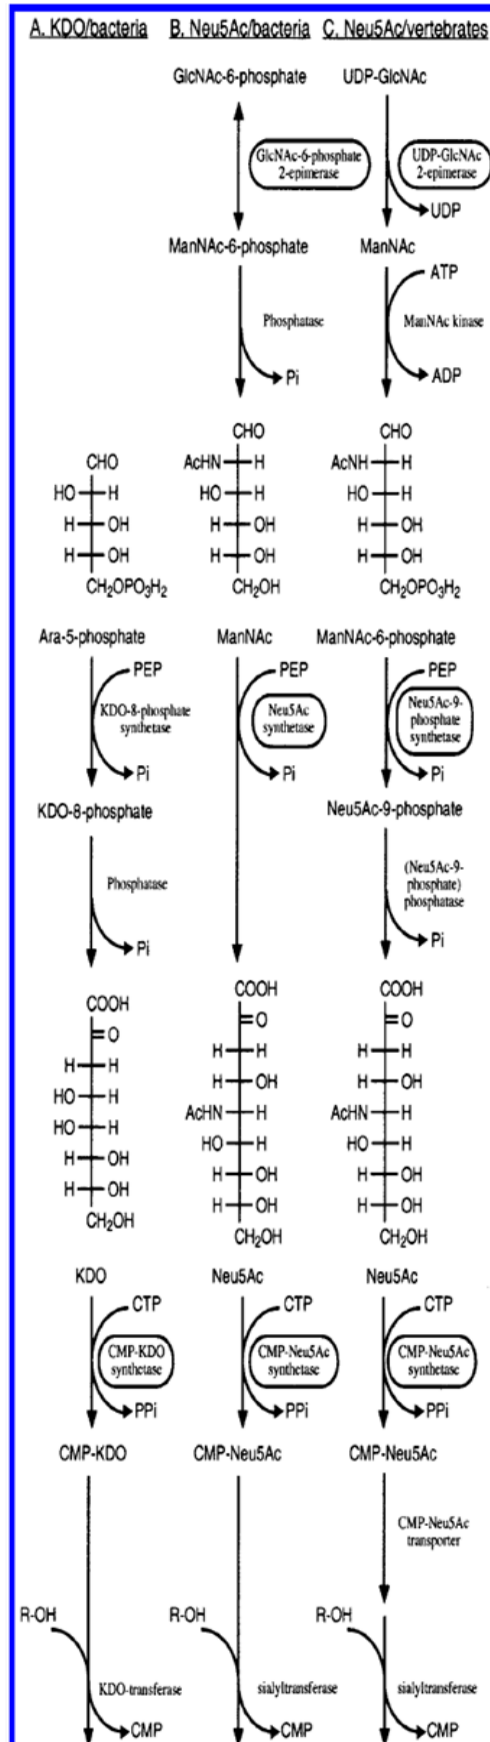 A. KDO/bacteria B. Neu5Ac/bacteria C. Neu5Ac/vertebrates
GlcNAc-6-phosphate UDP-GlcNAc
GlcNAc-6-phosphate UDP-GlcNAc
2-epimerase 2-epimerase
UDP
ManNAc-6-phosphate ManNAc
ATP
Phosphatase ManNAc kinase
Pi ADP
CHO CHO
CHO AcHN H AcNH H
HO H HO H HO H
H OH H OH H OH
H OH H OH H OH
CH2OPO3H2 CH2OH CH2OPO3H2
Ara-5-phosphate ManNAc ManNAc-6-phosphate
PEP PEP PEP
KDO-8-phosphate Neu5Ac Neu5Ac-9-
synthetase synthetase phosphate
synthetase
Pi Pi Pi
KDO-8-phosphate Neu5Ac-9-phosphate
Phosphatase (Neu5Ac-9-
phosphate)
phosphatase
Pi Pi
COOH COOH COOH
O O O
H H H H H H
HO H H OH H OH
HO H AcHN H AcHN H
H OH HO H HO H
H OH H OH H OH
CH2OH H OH H OH
CH2OH CH2OH
KDO Neu5Ac Neu5Ac
CTP CTP CTP
CMP-KDO CMP-Neu5Ac CMP-Neu5Ac
synthetase synthetase synthetase
PPi PPi PPi
CMP-KDO CMP-Neu5Ac CMP-Neu5Ac
CMP-Neu5Ac
transporter
R-OH R-OH R-OH
KDO-transferase sialyltransferase sialyltransferase
CMP CMP CMP